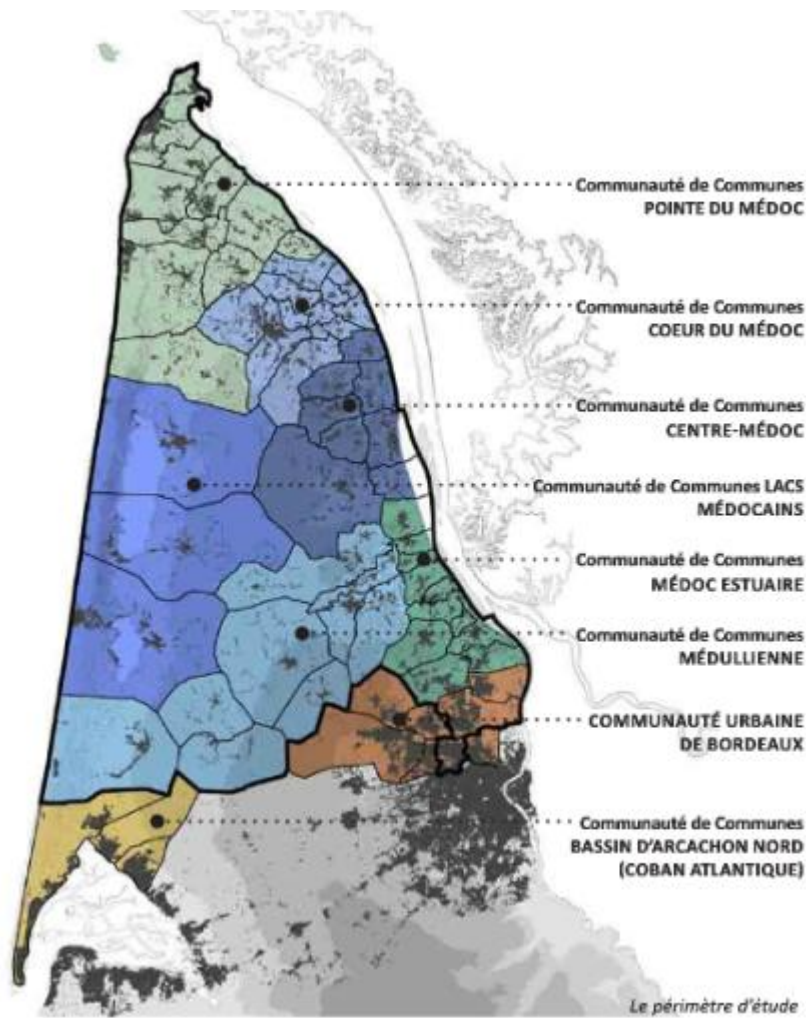 Communauté de Communes
POINTE DU MÉDOC
Communauté de Communes
COEUR DU MÉDOC
Communauté de Communes
CENTRE-MÉDOC
Communauté de Communes LACS
MÉDOCAINS
Communauté de Communes
MÉDOC ESTUAIRE
Communauté de Communes
MÉDULLIENNE
COMMUNAUTÉ URBAINE
DE BORDEAUX
Communauté de Communes
BASSIN D'ARCACHON NORD
(COBAN ATLANTIQUE)
Le périmètre d'étude